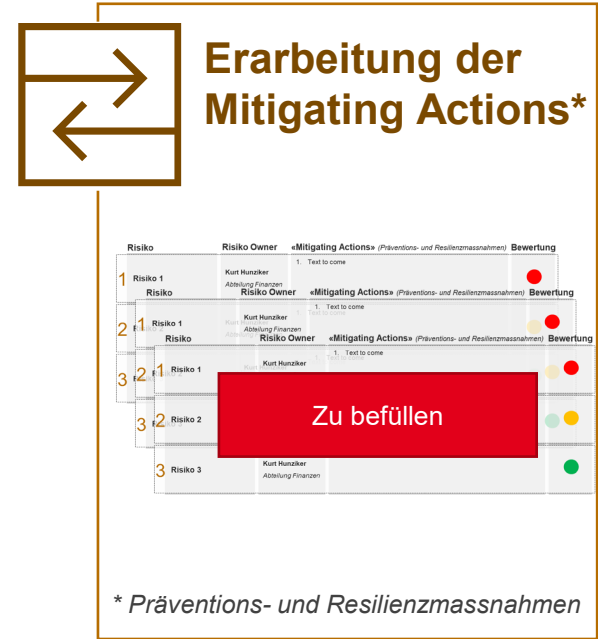 Erarbeitung der
Mitigating Actions*
Risiko Risiko Owner «Mitigating Actions» (Präventions- und Resilienzmassnahmen) Bewertung
1 Risiko 1 Kurt Hunziker 1. Text to come
Abteilung Finanzen
Risiko Risiko Owner «Mitigating Actions» (Präventions- und Resilienzmassnahmen) Bewertung
2 1 Risiko 1 Kurt Hunziker 1. Text to come
Abteilung Finanzen
Risiko Risiko Owner «Mitigating Actions» (Präventions- und Resilienzmassnahmen) Bewertung
3 2 1 Risiko 1 Kurt Hunziker 1. Text to come
3 2 Risiko 2 Zu befüllen
3 Risiko 3 Kurt Hunziker
Abteilung Finanzen
* Präventions- und Resilienzmassnahmen